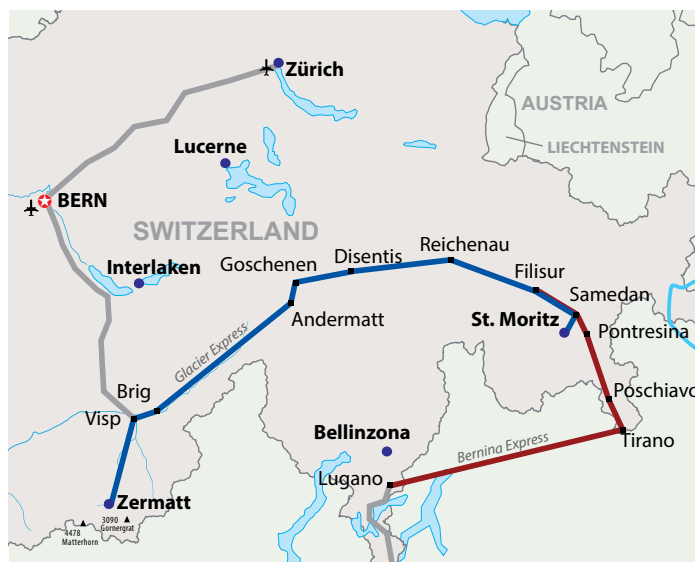 Zürich
AUSTRIA
LIECHTENSTEIN
Lucerne
BERN
SWITZERLAND
Reichenau
Disentis
Interlaken
Goschenen
Filisur
Samedan
Andermatt
St. Moritz
Pontresina
Glacier Express
Brig
Poschiavo
Visp
Bellinzona
Tirano
Bernina Express
Lugano
Zermatt
3090
Gornergrat
4478
Matterhorn